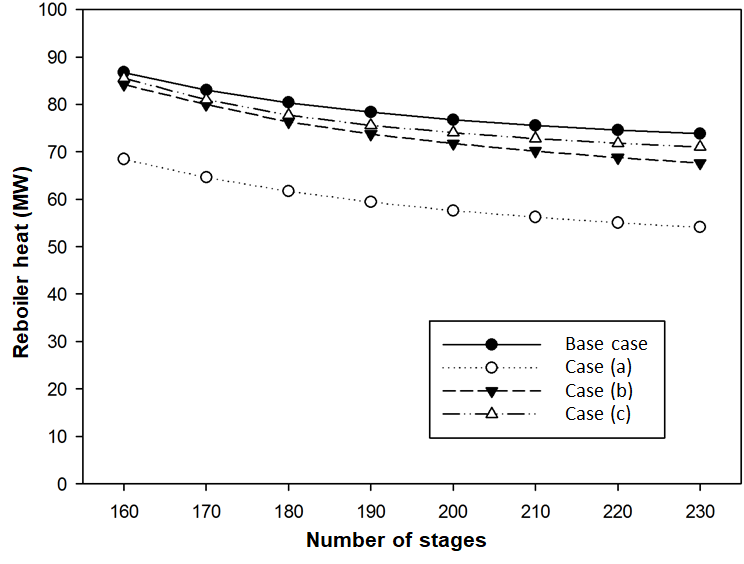 100
90
80
70
60
50
40
30
20
10
0
Reboiler heat (MW)
Base case
Case (a)
Case (b)
Case (c)
160 170 180 190 200 210 220 230
Number of stages